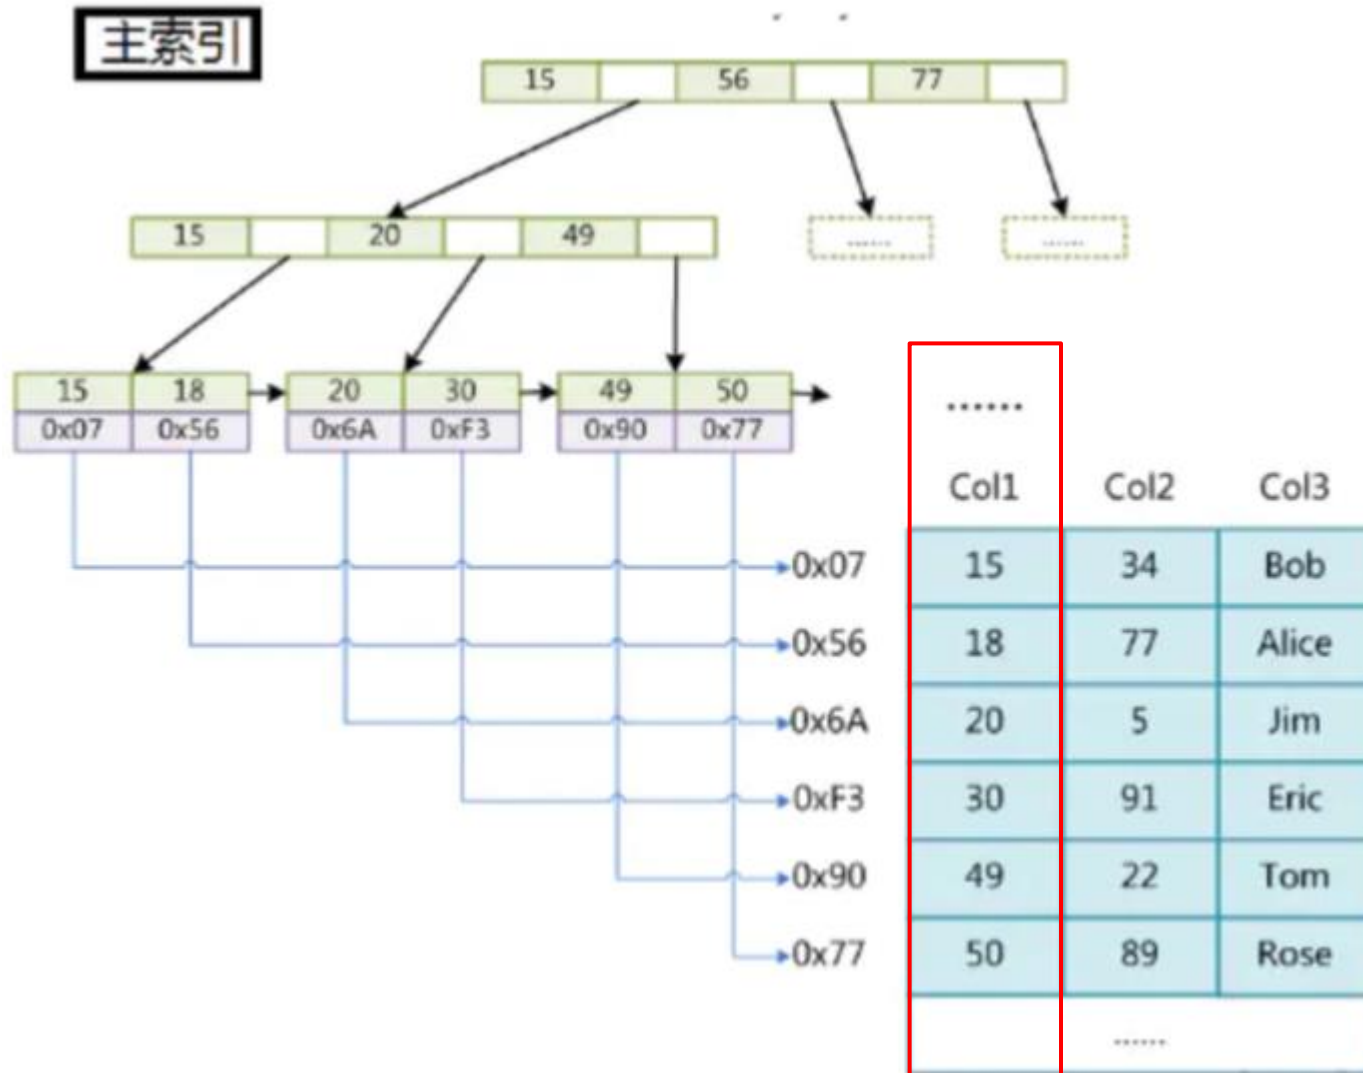 主索引
15 56 77
15 20 49
...... ......
15 18 20 30 49 50
0x07 0x56 0x6A 0xF3 0x90 0x77
......
Col1 Col2 Col3
0x07 15 34 Bob
0x56 18 77 Alice
0x6A 20 5 Jim
0xF3 30 91 Eric
0x90 49 22 Tom
0x77 50 89 Rose
......